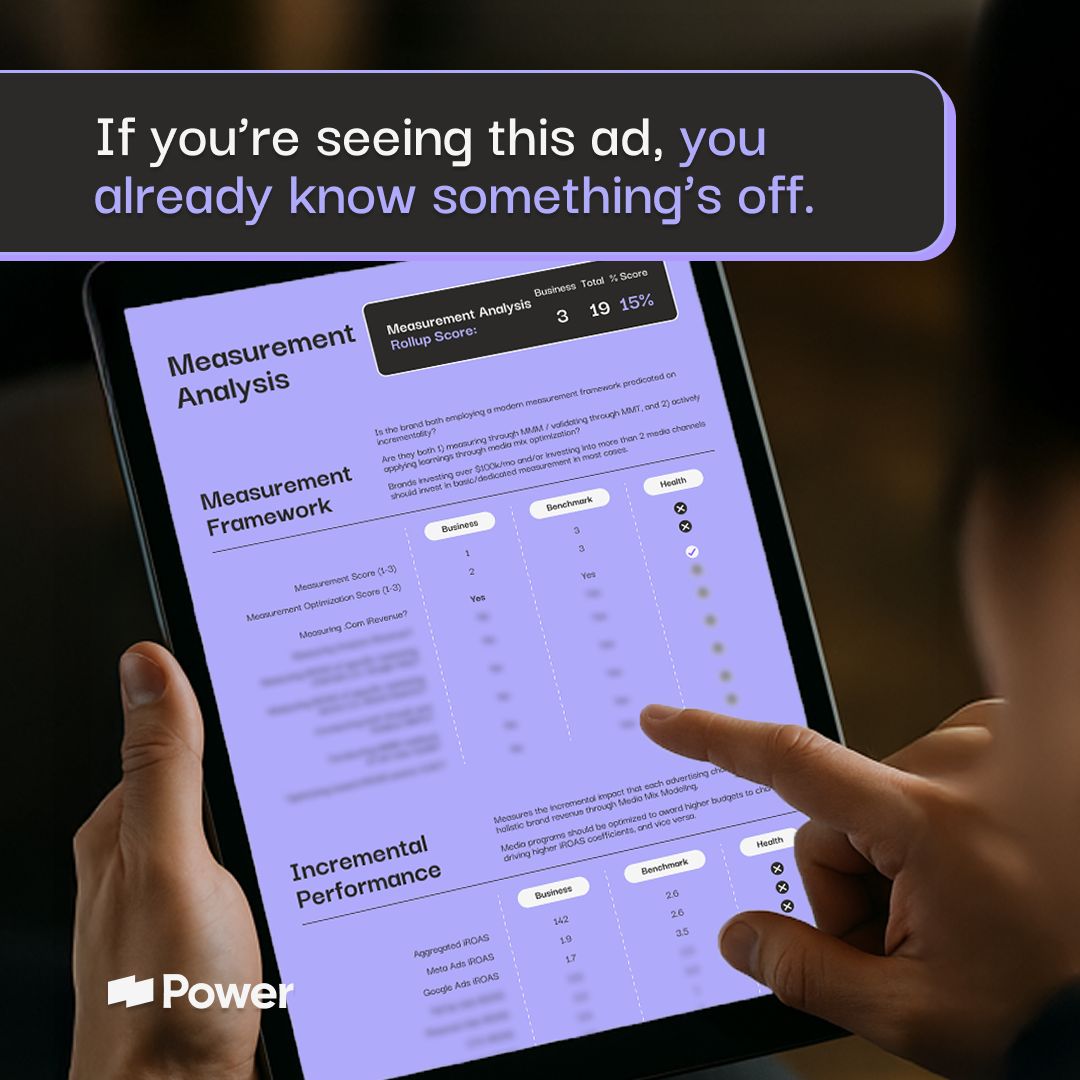 If you're seeing this ad, you
already know something's off.
Measurement
Analysis
Measurement Analysis
Rollup Score:
Business Total % Score
3 19 15%
Measurement
Framework
Is the brand both employing a modern measurement framework predicated on
incrementality?
Are they both 1) measuring through MMM / validating through MMT, and 2) actively
applying learnings through media mix optimization?
Brands investing over $100k/mo and/or investing into more than 2 media channels
should invest in basic/dedicated measurement in most cases.
Business Benchmark Health
Measurement Score (1-3) 1 3
Measurement Optimization Score (1-3) 2 3
Measuring .Com iRevenue? Yes Yes
Incremental
Performance
Measures the incremental impact that each advertising
holistic brand revenue through Media Mix Modeling.
Media programs should be optimized to award higher budgets to
driving higher iROAS coefficients, and vice versa.
Business Benchmark Health
Aggregated iROAS 1.42 2.6
Meta Ads iROAS 1.9 2.6
Google Ads iROAS 1.7 3.5
Power